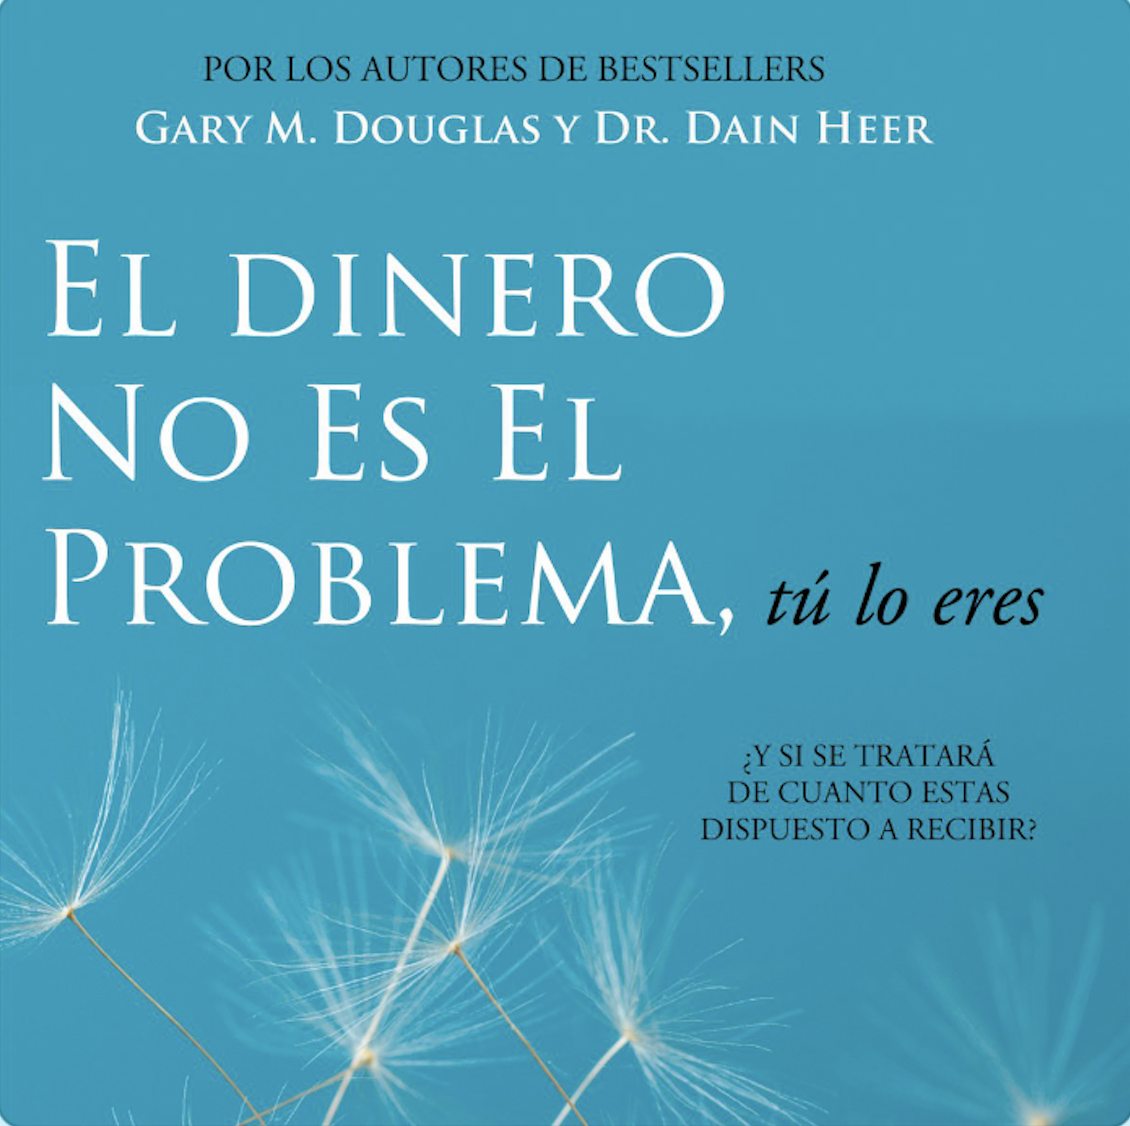 POR LOS AUTORES DE BESTSELLERS
GARY M. DOUGLAS Y DR. DAIN HEER
EL DINERO
NO ES EL
PROBLEMA, tú lo eres
¿Y SI SE TRATARÁ
DE CUANTO ESTAS
DISPUESTO A RECIBIR?